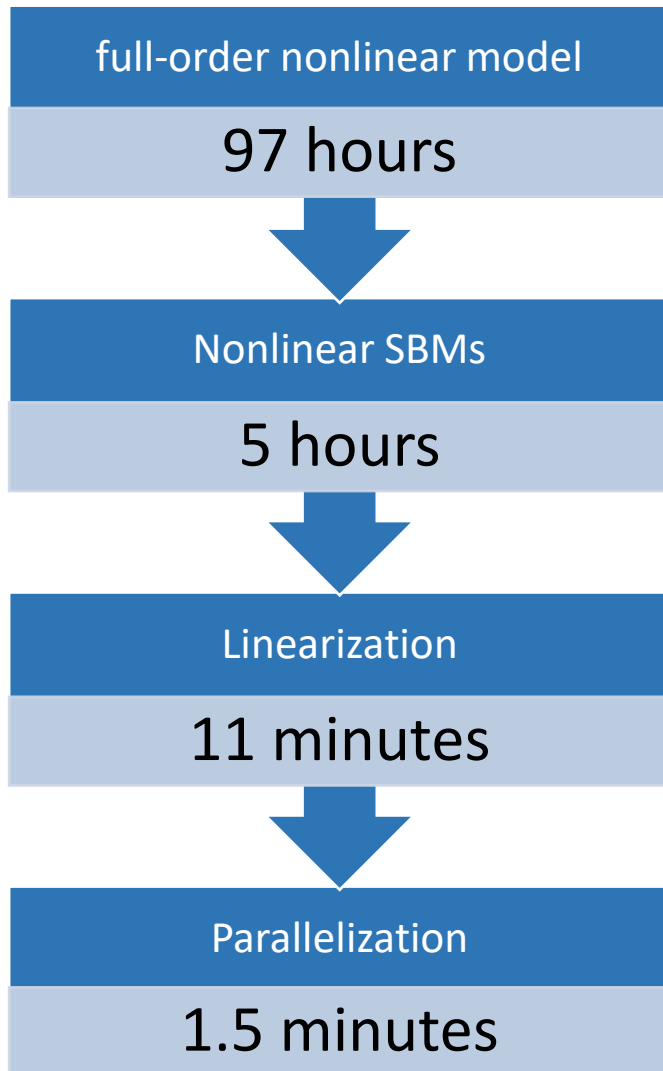 full-order nonlinear model
97 hours
Nonlinear SBMs
5 hours
Linearization
11 minutes
Parallelization
1.5 minutes